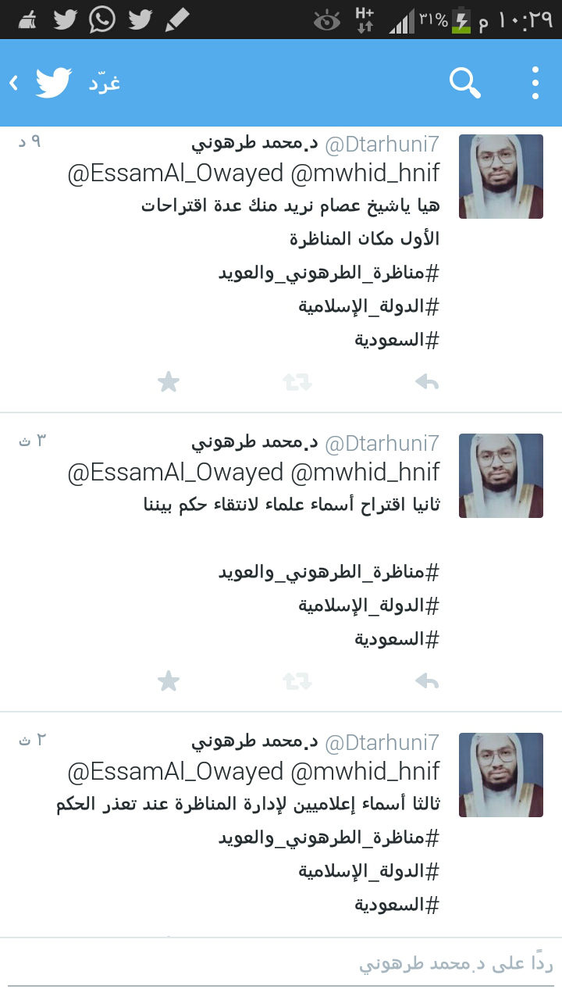 ١٠:٢٩ م ٣١% H+
غرّد
د.محمد طرهوني @Dtarhuni7 ٩ د
@EssamAl_Owayed @mwhid_hnif
هيا ياشيخ عصام نريد منك عدة اقتراحات
الأول مكان المناظرة
#مناظرة_الطرهوني_والعويد
#الدولة_الإسلامية
#السعودية
د.محمد طرهوني @Dtarhuni7 ٣ ث
@EssamAl_Owayed @mwhid_hnif
ثانيا اقتراح أسماء علماء لانتقاء حكم بيننا
#مناظرة_الطرهوني_والعويد
#الدولة_الإسلامية
#السعودية
د.محمد طرهوني @Dtarhuni7 ٢ ث
@EssamAl_Owayed @mwhid_hnif
ثالثا أسماء إعلاميين لإدارة المناظرة عند تعذر الحكم
#مناظرة_الطرهوني_والعويد
#الدولة_الإسلامية
#السعودية
ردًا على د.محمد طرهوني